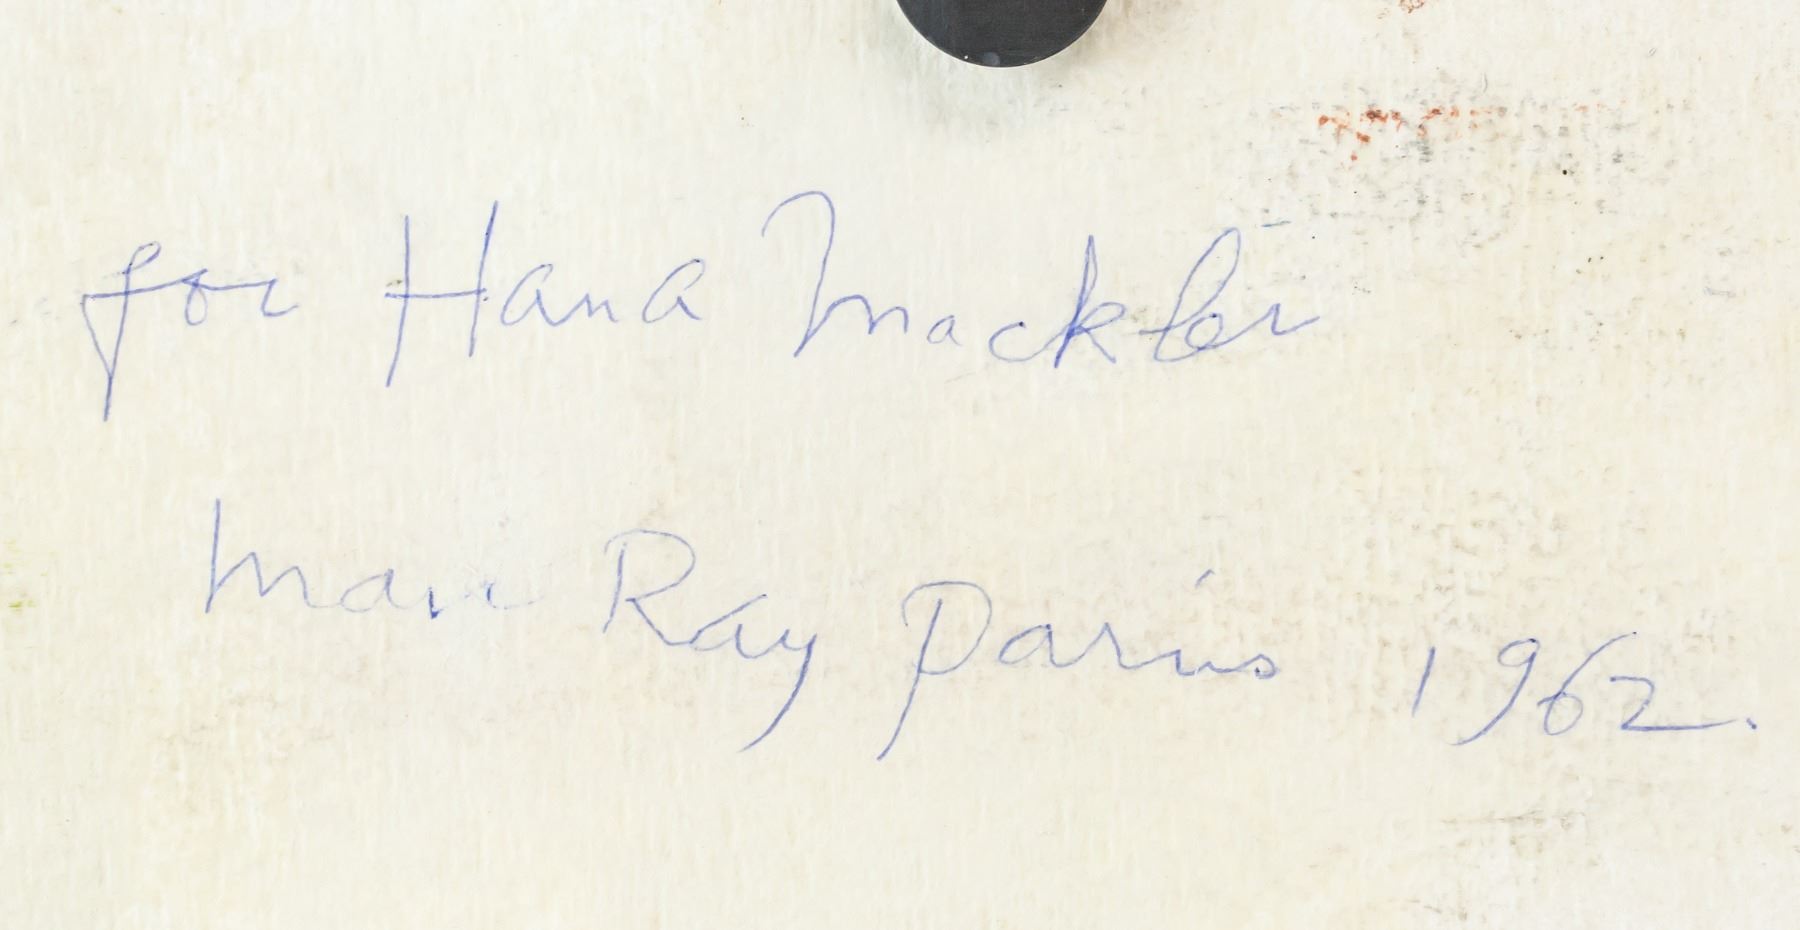 for Hana Mackler
Man Ray Paris 1962.